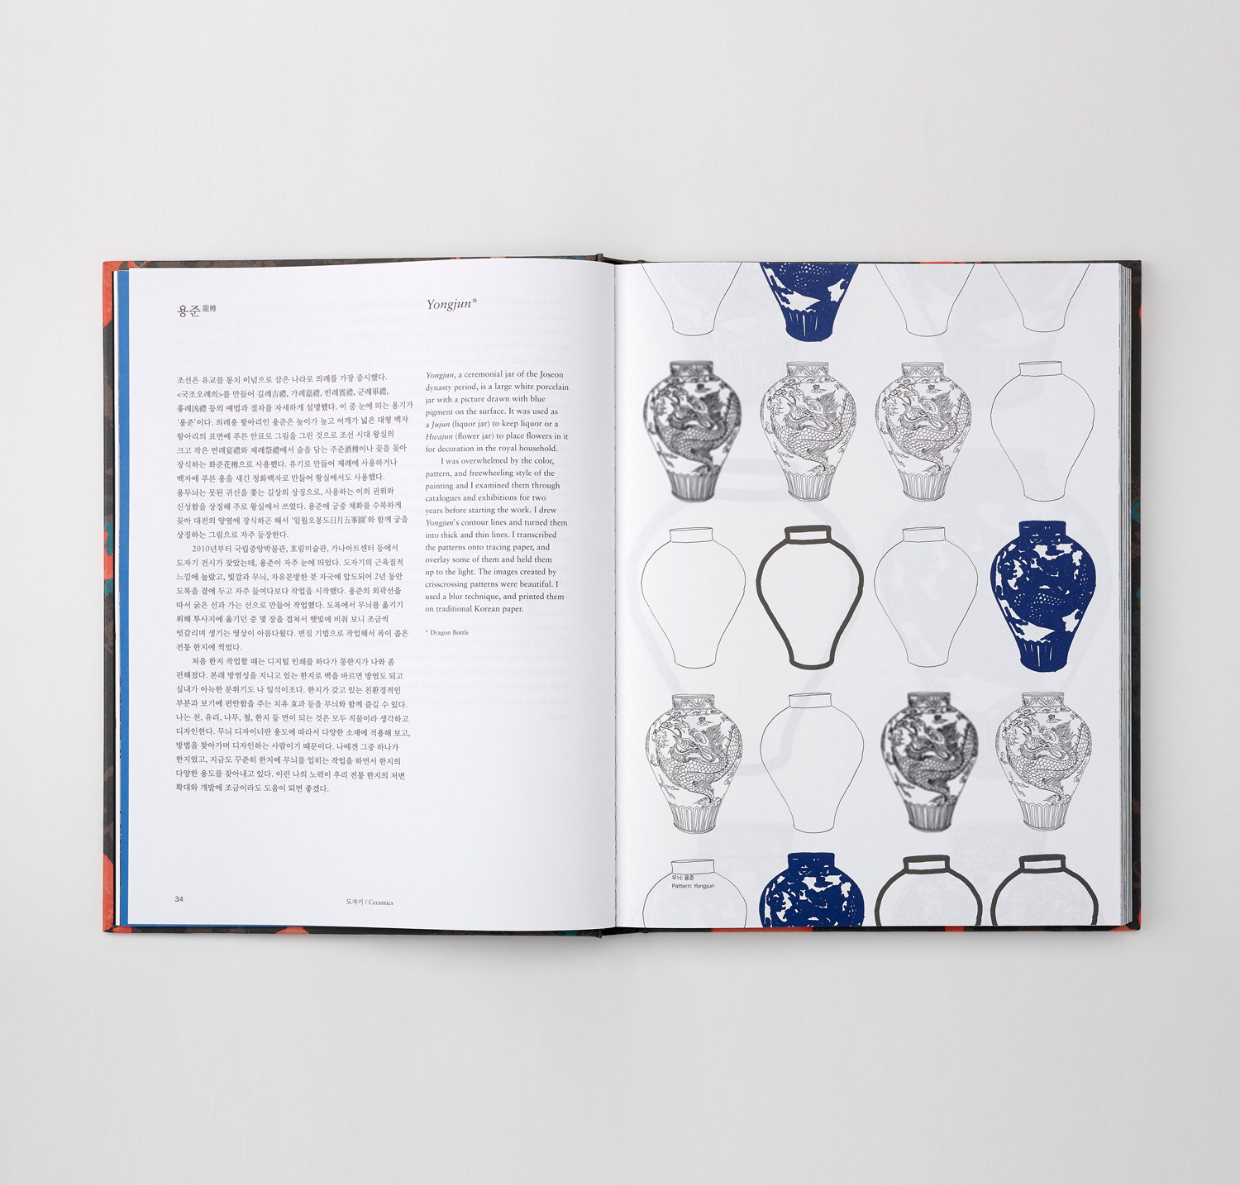 용준 龍樽
조선은 유교를 통치 이념으로 삼은 나라로 의례를 가장 중시했다.
<국조오례의>를 만들어 길례吉禮, 가례嘉禮, 빈례賓禮, 군례軍禮,
흉례凶禮 등의 예법과 절차를 자세하게 설명했다. 이 중 눈에 띄는 용기가
'용준'이다. 의례용 항아리인 용준은 높이가 높고 어깨가 넓은 대형 백자
항아리의 표면에 푸른 안료로 그림을 그린 것으로 조선 시대 왕실의
크고 작은 연례宴禮와 제례祭禮에서 술을 담는 주준酒樽이나 꽃을 꽂아
장식하는 화준花樽으로 사용했다. 유기로 만들어 제례에 사용하거나
백자에 푸른 용을 새긴 청화백자로 만들어 왕실에서도 사용했다.
용무늬는 못된 귀신을 쫓는 길상의 상징으로, 사용하는 이의 권위와
신성함을 상징해 주로 왕실에서 쓰였다. 용준에 궁중 채화를 수북하게
꽂아 대전의 양옆에 장식하곤 해서 '일월오봉도日月五峯圖'와 함께 궁을
상징하는 그림으로 자주 등장한다.
2010년부터 국립중앙박물관, 호림미술관, 가나아트센터 등에서
도자기 전시가 잦았는데, 용준이 자주 눈에 띄었다. 도자기의 근육질적
느낌에 놀랐고, 빛깔과 무늬, 자유분방한 붓 자국에 압도되어 2년 동안
도록을 곁에 두고 자주 들여다보다 작업을 시작했다. 용준의 외곽선을
따서 굵은 선과 가는 선으로 만들어 작업했다. 도록에서 무늬를 옮기기
위해 투사지에 옮기던 중 몇 장을 겹쳐서 햇빛에 비춰 보니 조금씩
엇갈리며 생기는 영상이 아름다웠다. 번짐 기법으로 작업해서 폭이 좁은
전통 한지에 찍었다.
처음 한지 작업할 때는 디지털 인쇄를 하다가 통한지가 나와 좀
편해졌다. 본래 방염성을 지니고 있는 한지로 벽을 바르면 방염도 되고
실내가 아늑한 분위기도 나 일석이조다. 한지가 갖고 있는 친환경적인
부분과 보기에 편안함을 주는 치유 효과 등을 무늬와 함께 즐길 수 있다.
나는 천, 유리, 나무, 철, 한지 등 면이 되는 것은 모두 직물이라 생각하고
디자인한다. 무늬 디자이너란 용도에 따라서 다양한 소재에 적용해 보고,
방법을 찾아가며 디자인하는 사람이기 때문이다. 나에겐 그중 하나가
한지였고, 지금도 꾸준히 한지에 무늬를 입히는 작업을 하면서 한지의
다양한 용도를 찾아내고 있다. 이런 나의 노력이 우리 전통 한지의 저변
확대와 개발에 조금이라도 도움이 되면 좋겠다.
Yongjun*
Yongjun, a ceremonial jar of the Joseon
dynasty period, is a large white porcelain
jar with a picture drawn with blue
pigment on the surface. It was used as
a Jujun (liquor jar) to keep liquor or a
Hwajun (flower jar) to place flowers in it
for decoration in the royal household.
I was overwhelmed by the color,
pattern, and freewheeling style of the
painting and I examined them through
catalogues and exhibitions for two
years before starting the work. I drew
Yongjun's contour lines and turned them
into thick and thin lines. I transcribed
the patterns onto tracing paper, and
overlay some of them and held them
up to the light. The images created by
crisscrossing patterns were beautiful. I
used a blur technique, and printed them
on traditional Korean paper.
* Dragon Bottle
34
도자기 / Ceramics
무늬: 용준
Pattern: Yongjun